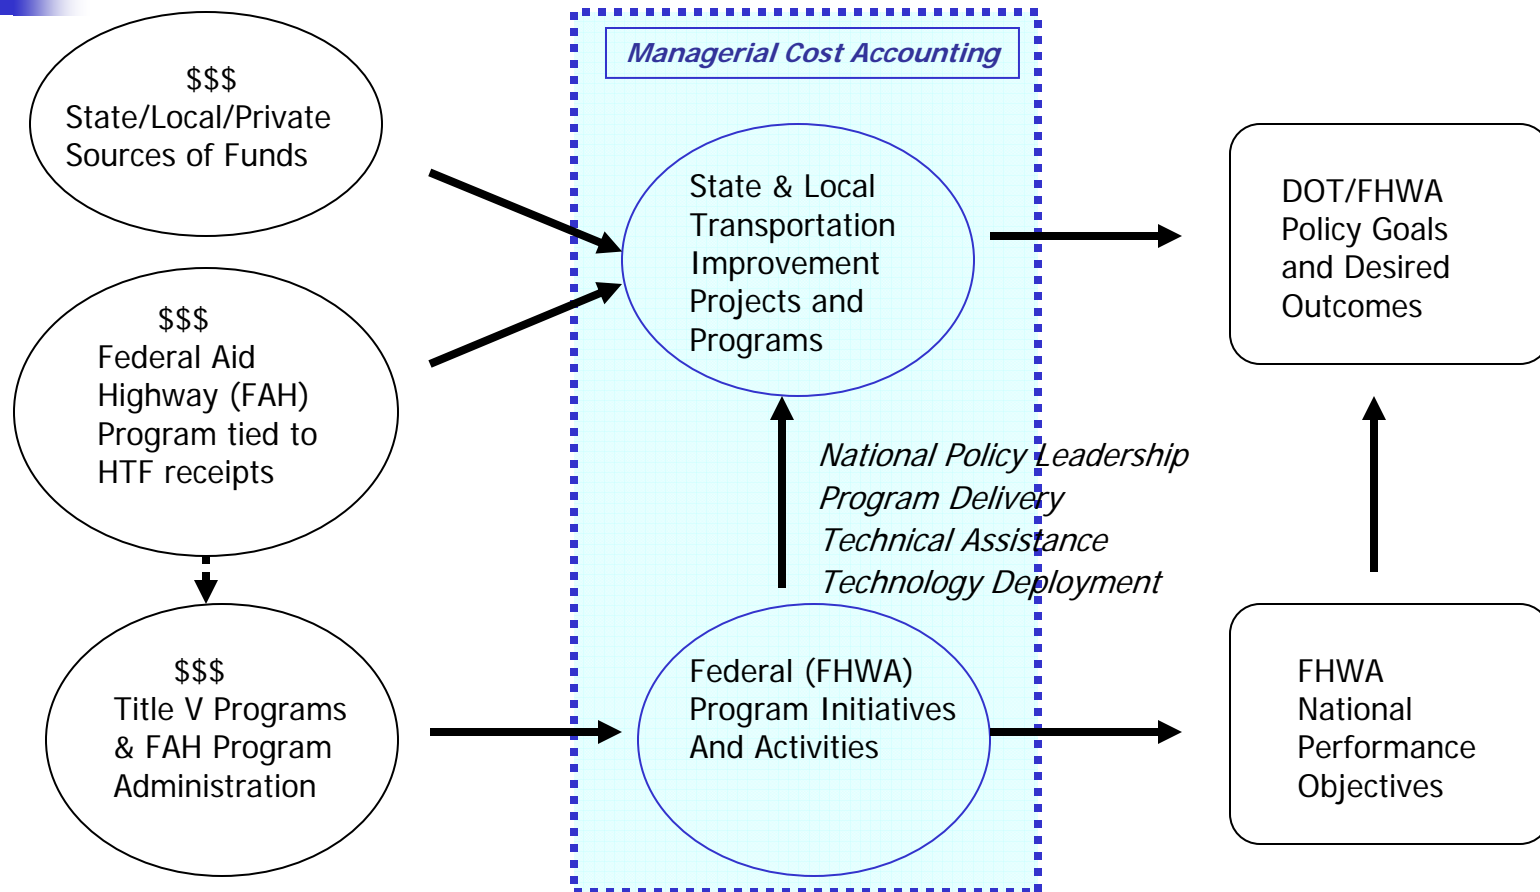 Managerial Cost Accounting
$$$
State/Local/Private
Sources of Funds
State & Local
Transportation
Improvement
Projects and
Programs
DOT/FHWA
Policy Goals
and Desired
Outcomes
$$$
Federal Aid
Highway (FAH)
Program tied to
HTF receipts
National Policy Leadership
Program Delivery
Technical Assistance
Technology Deployment
$$$
Title V Programs
& FAH Program
Administration
Federal (FHWA)
Program Initiatives
And Activities
FHWA
National
Performance
Objectives